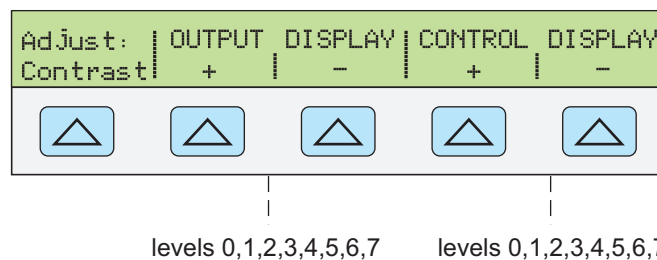 Adjust: OUTPUT DISPLAY CONTROL DISPLAY
Contrast + - + -
levels 0,1,2,3,4,5,6,7 levels 0,1,2,3,4,5,6,7